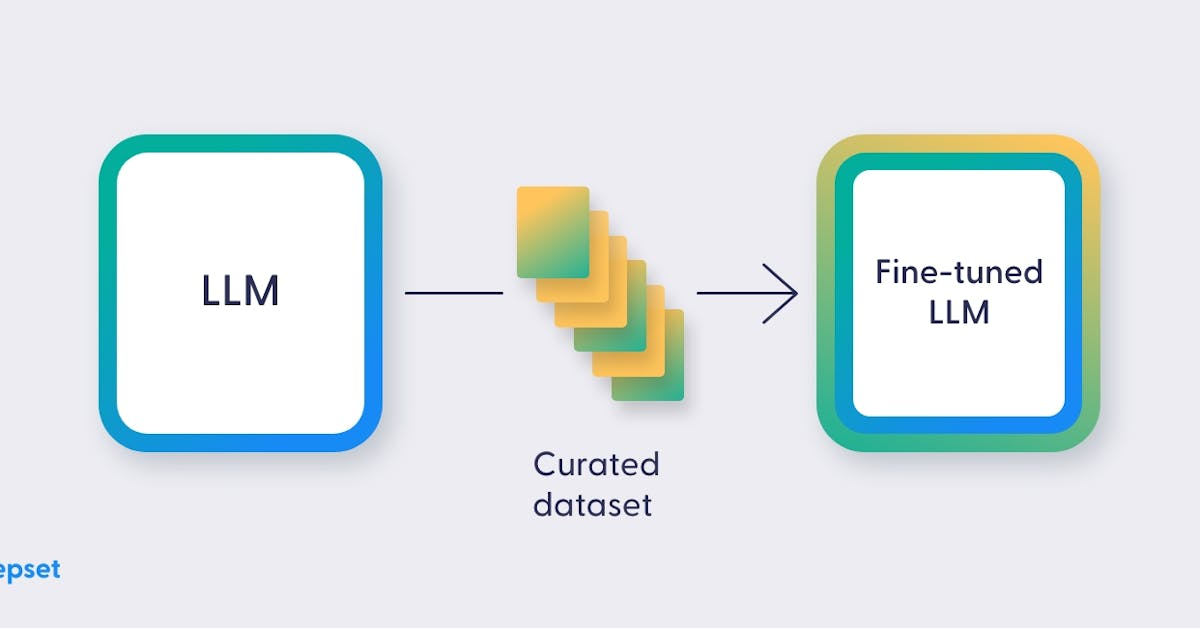 LLM
Curated
dataset
Fine-tuned
LLM
epset